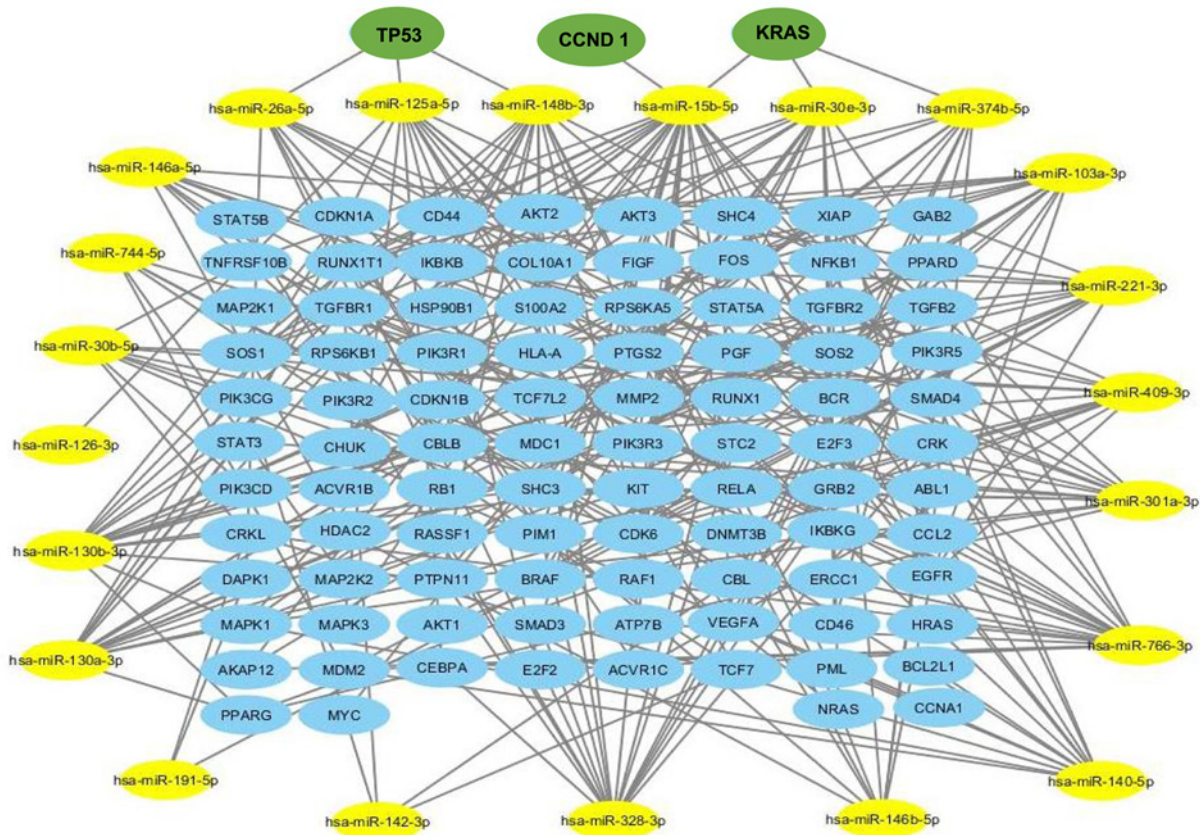 TP53
CCND 1
KRAS
hsa-miR-26a-5p
hsa-miR-125a-5p
hsa-miR-148b-3p
hsa-miR-15b-5p
hsa-miR-30e-3p
hsa-miR-374b-5p
hsa-miR-146a-5p
hsa-miR-103a-3p
STAT5B CDKN1A CD44 AKT2 AKT3 SHC4 XIAP GAB2
hsa-miR-744-5p
TNFRSF10B RUNX1T1 IKBKB COL10A1 FIGF FOS NFKB1 PPARD
hsa-miR-221-3p
MAP2K1 TGFBR1 HSP90B1 S100A2 RPS6KA5 STAT5A TGFBR2 TGFB2
hsa-miR-30b-5p
SOS1 RPS6KB1 PIK3R1 HLA-A PTGS2 PGF SOS2 PIK3R5
hsa-miR-409-3p
PIK3CG PIK3R2 CDKN1B TCF7L2 MMP2 RUNX1 BCR SMAD4
hsa-miR-126-3p
STAT3 CHUK CBLB MDC1 PIK3R3 STC2 E2F3 CRK
PIK3CD ACVR1B RB1 SHC3 KIT RELA GRB2 ABL1
hsa-miR-301a-3p
CRKL HDAC2 RASSF1 PIM1 CDK6 DNMT3B IKBKG CCL2
hsa-miR-130b-3p
DAPK1 MAP2K2 PTPN11 BRAF RAF1 CBL ERCC1 EGFR
MAPK1 MAPK3 AKT1 SMAD3 ATP7B VEGFA CD46 HRAS
hsa-miR-766-3p
hsa-miR-130a-3p
AKAP12 MDM2 CEBPA E2F2 ACVR1C TCF7 PML BCL2L1
PPARG MYC NRAS CCNA1
hsa-miR-191-5p
hsa-miR-140-5p
hsa-miR-142-3p
hsa-miR-328-3p
hsa-miR-146b-5p